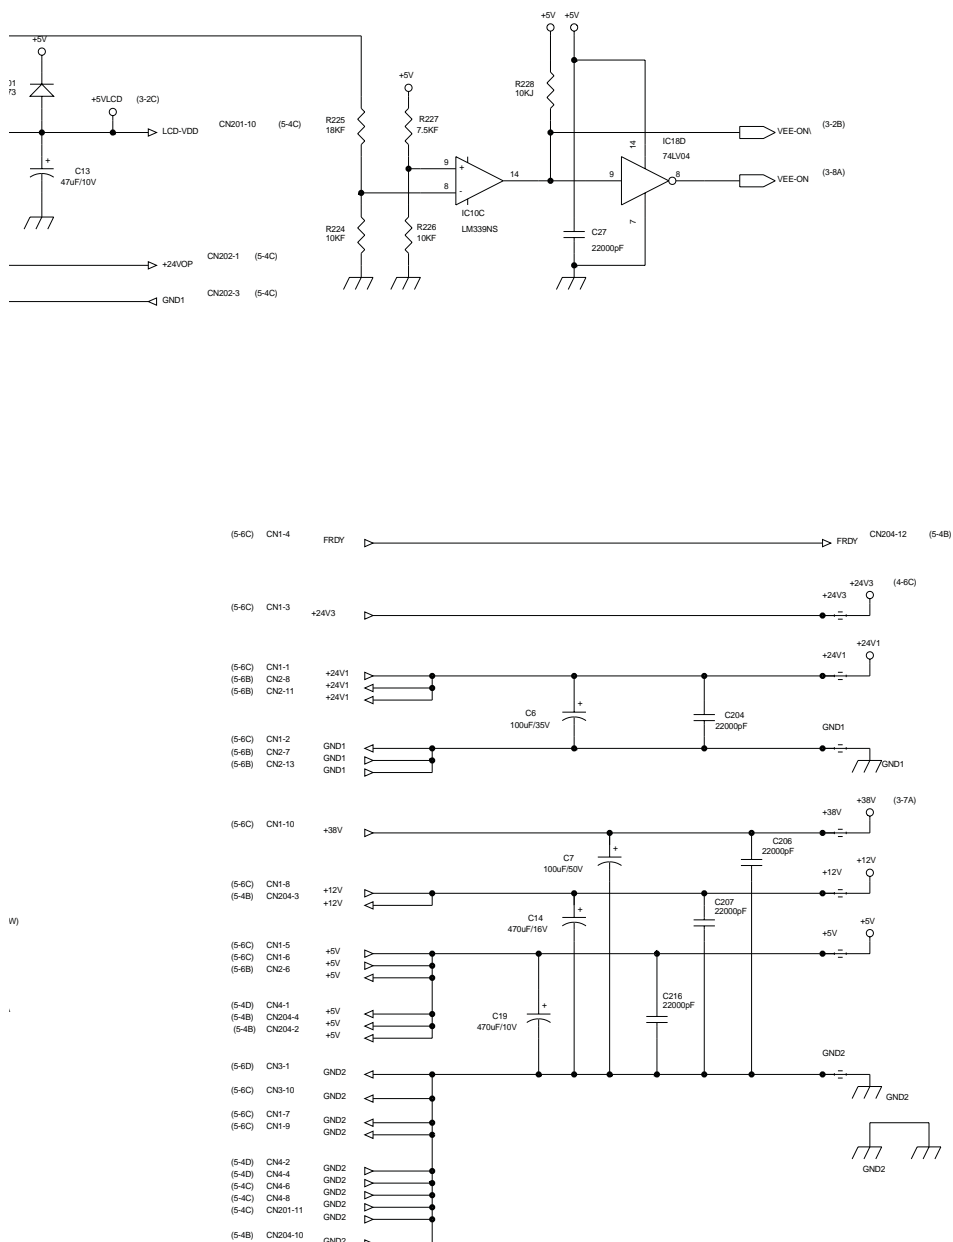 +5V +5V
+5V
01
73
+5VLCD (3-2C)
LCD-VDD CN201-10 (5-4C)
+
C13
47uF/10V
R225
18KF
+5V
R227
7.5KF
R228
10KJ
9 +
8 -
14
IC10C
LM339NS
R224
10KF
R226
10KF
IC18D
74LV04
14
9
8
7
C27
22000pF
VEE-ON\ (3-2B)
VEE-ON (3-8A)
+24VOP CN202-1 (5-4C)
GND1 CN202-3 (5-4C)
(5-6C) CN1-4 FRDY
FRDY CN204-12 (5-4B)
+24V3 (4-6C)
(5-6C) CN1-3 +24V3
+24V3
+24V1
+24V1
(5-6C) CN1-1 +24V1
(5-6B) CN2-8 +24V1
(5-6B) CN2-11 +24V1
+
C6
100uF/35V
C204
22000pF
GND1
(5-6C) CN1-2 GND1
(5-6B) CN2-7 GND1
(5-6B) CN2-13 GND1
GND1
+38V (3-7A)
+38V
(5-6C) CN1-10 +38V
+
C7
100uF/50V
C206
22000pF
+12V
+12V
(5-6C) CN1-8 +12V
(5-4B) CN204-3 +12V
+
C14
470uF/16V
C207
22000pF
W)
+5V
+5V
(5-6C) CN1-5 +5V
(5-6C) CN1-6 +5V
(5-6B) CN2-6 +5V
(5-4D) CN4-1 +5V
(5-4B) CN204-4 +5V
(5-4B) CN204-2 +5V
+
C19
470uF/10V
C216
22000pF
GND2
(5-6D) CN3-1 GND2
(5-6C) CN3-10 GND2
GND2
(5-6C) CN1-7 GND2
(5-6C) CN1-9 GND2
(5-4D) CN4-2 GND2
(5-4D) CN4-4 GND2
(5-4C) CN4-6 GND2
(5-4C) CN4-8 GND2
(5-4C) CN201-11 GND2
GND2
(5-4B) CN204-10 GND2